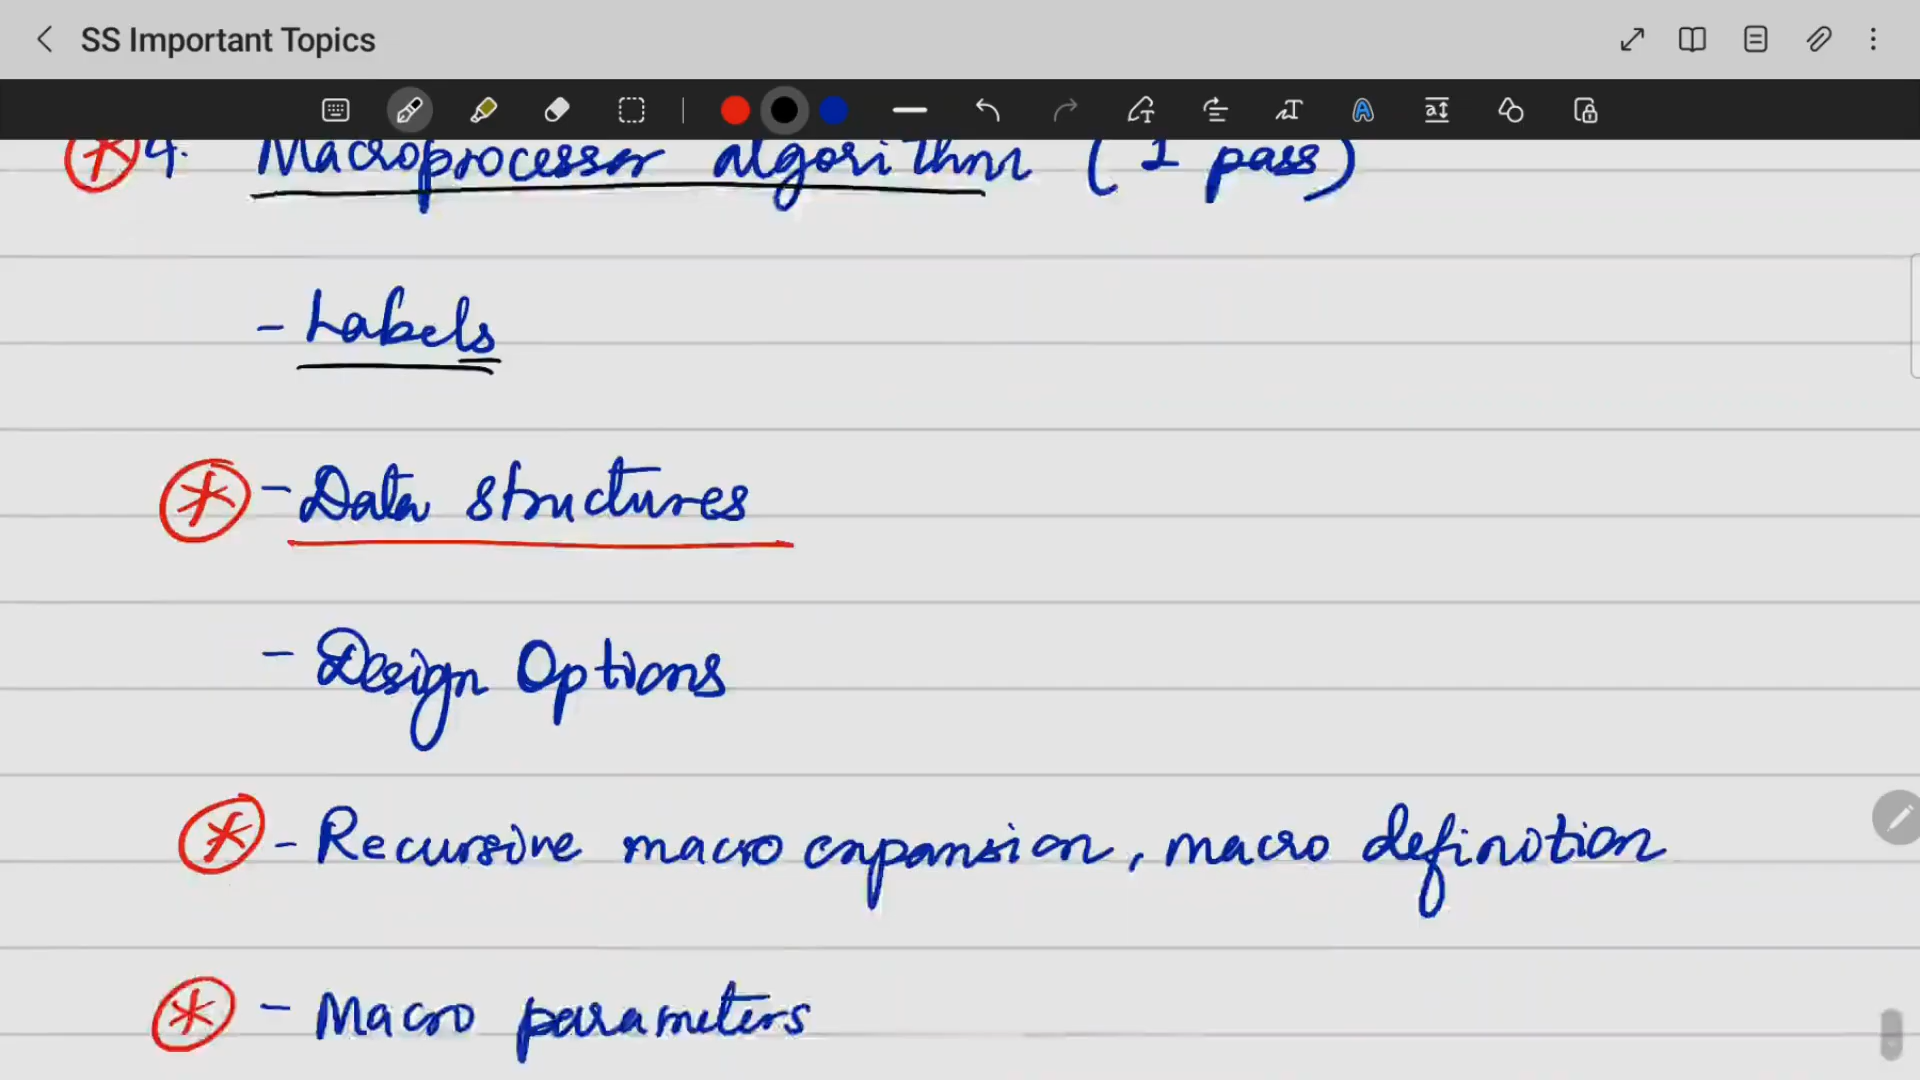 SS Important Topics
4. Macroprocessor algorithm (1 pass)
- Labels
- Data structures
- Design Options
- Recursive macro expansion, macro definition
- Macro parameters